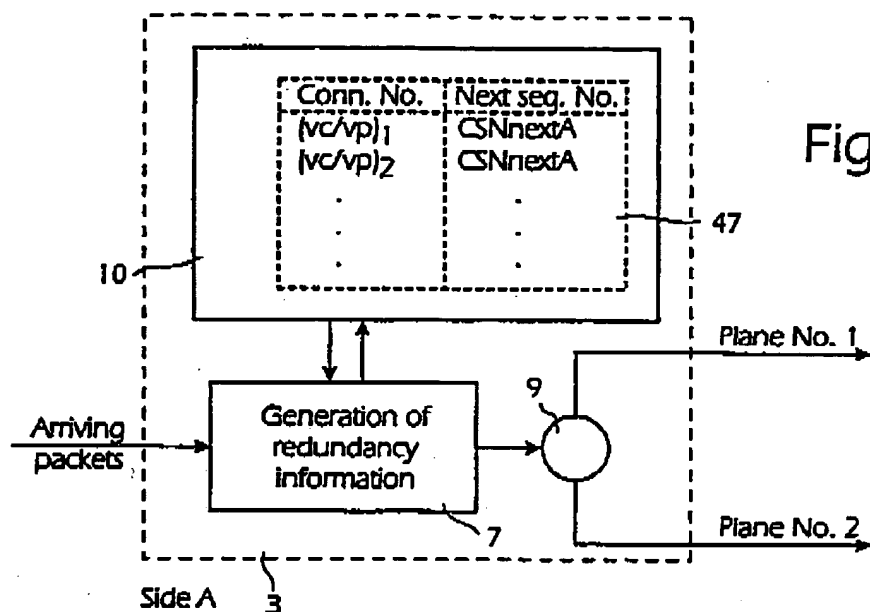 Conn. No. Next seq. No.
(vc/vp)1 CSNnextA
(vc/vp)2 CSNnextA
Fig
47
10
Plane No. 1
9
Arriving
packets
Generation of
redundancy
information
7
Plane No. 2
Side A
3